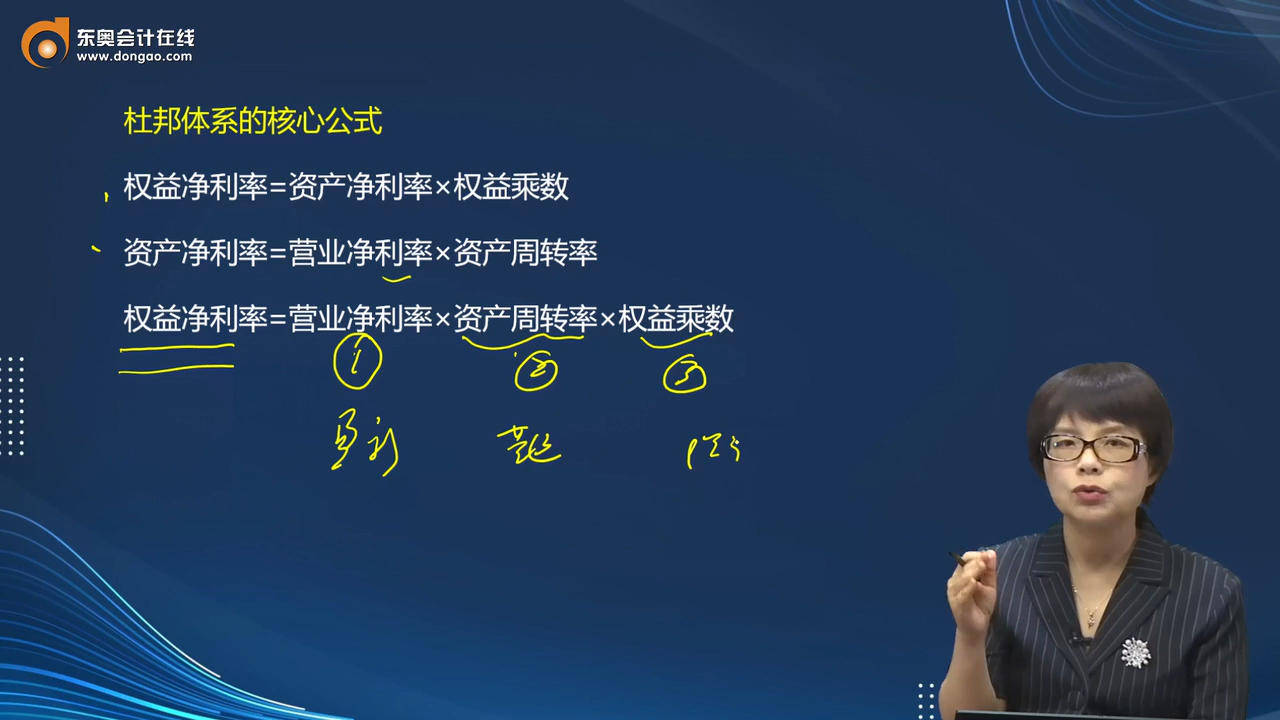 东奥会计在线
www.dongao.com
杜邦体系的核心公式
权益净利率=资产净利率×权益乘数
资产净利率=营业净利率×资产周转率
权益净利率=营业净利率×资产周转率×权益乘数
① ② ③